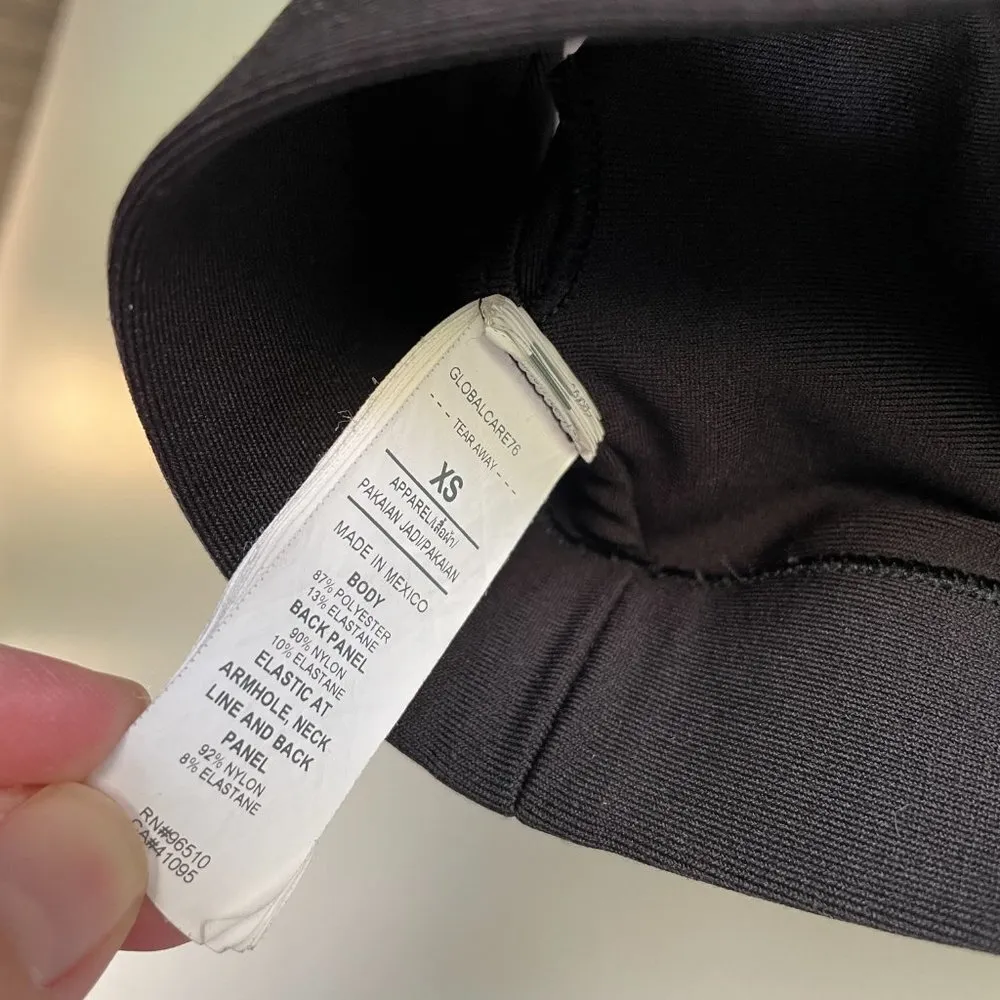 GLOBALCARE76
--- TEAR AWAY ---
XS
APPAREL/เสื้อผ้า/
PAKAIAN JADI/PAKAIAN
MADE IN MEXICO
BODY
87% POLYESTER
13% ELASTANE
BACK PANEL
90% NYLON
10% ELASTANE
ELASTIC AT
ARMHOLE, NECK
LINE AND BACK
PANEL
92% NYLON
8% ELASTANE
RN#96510
CA#41095